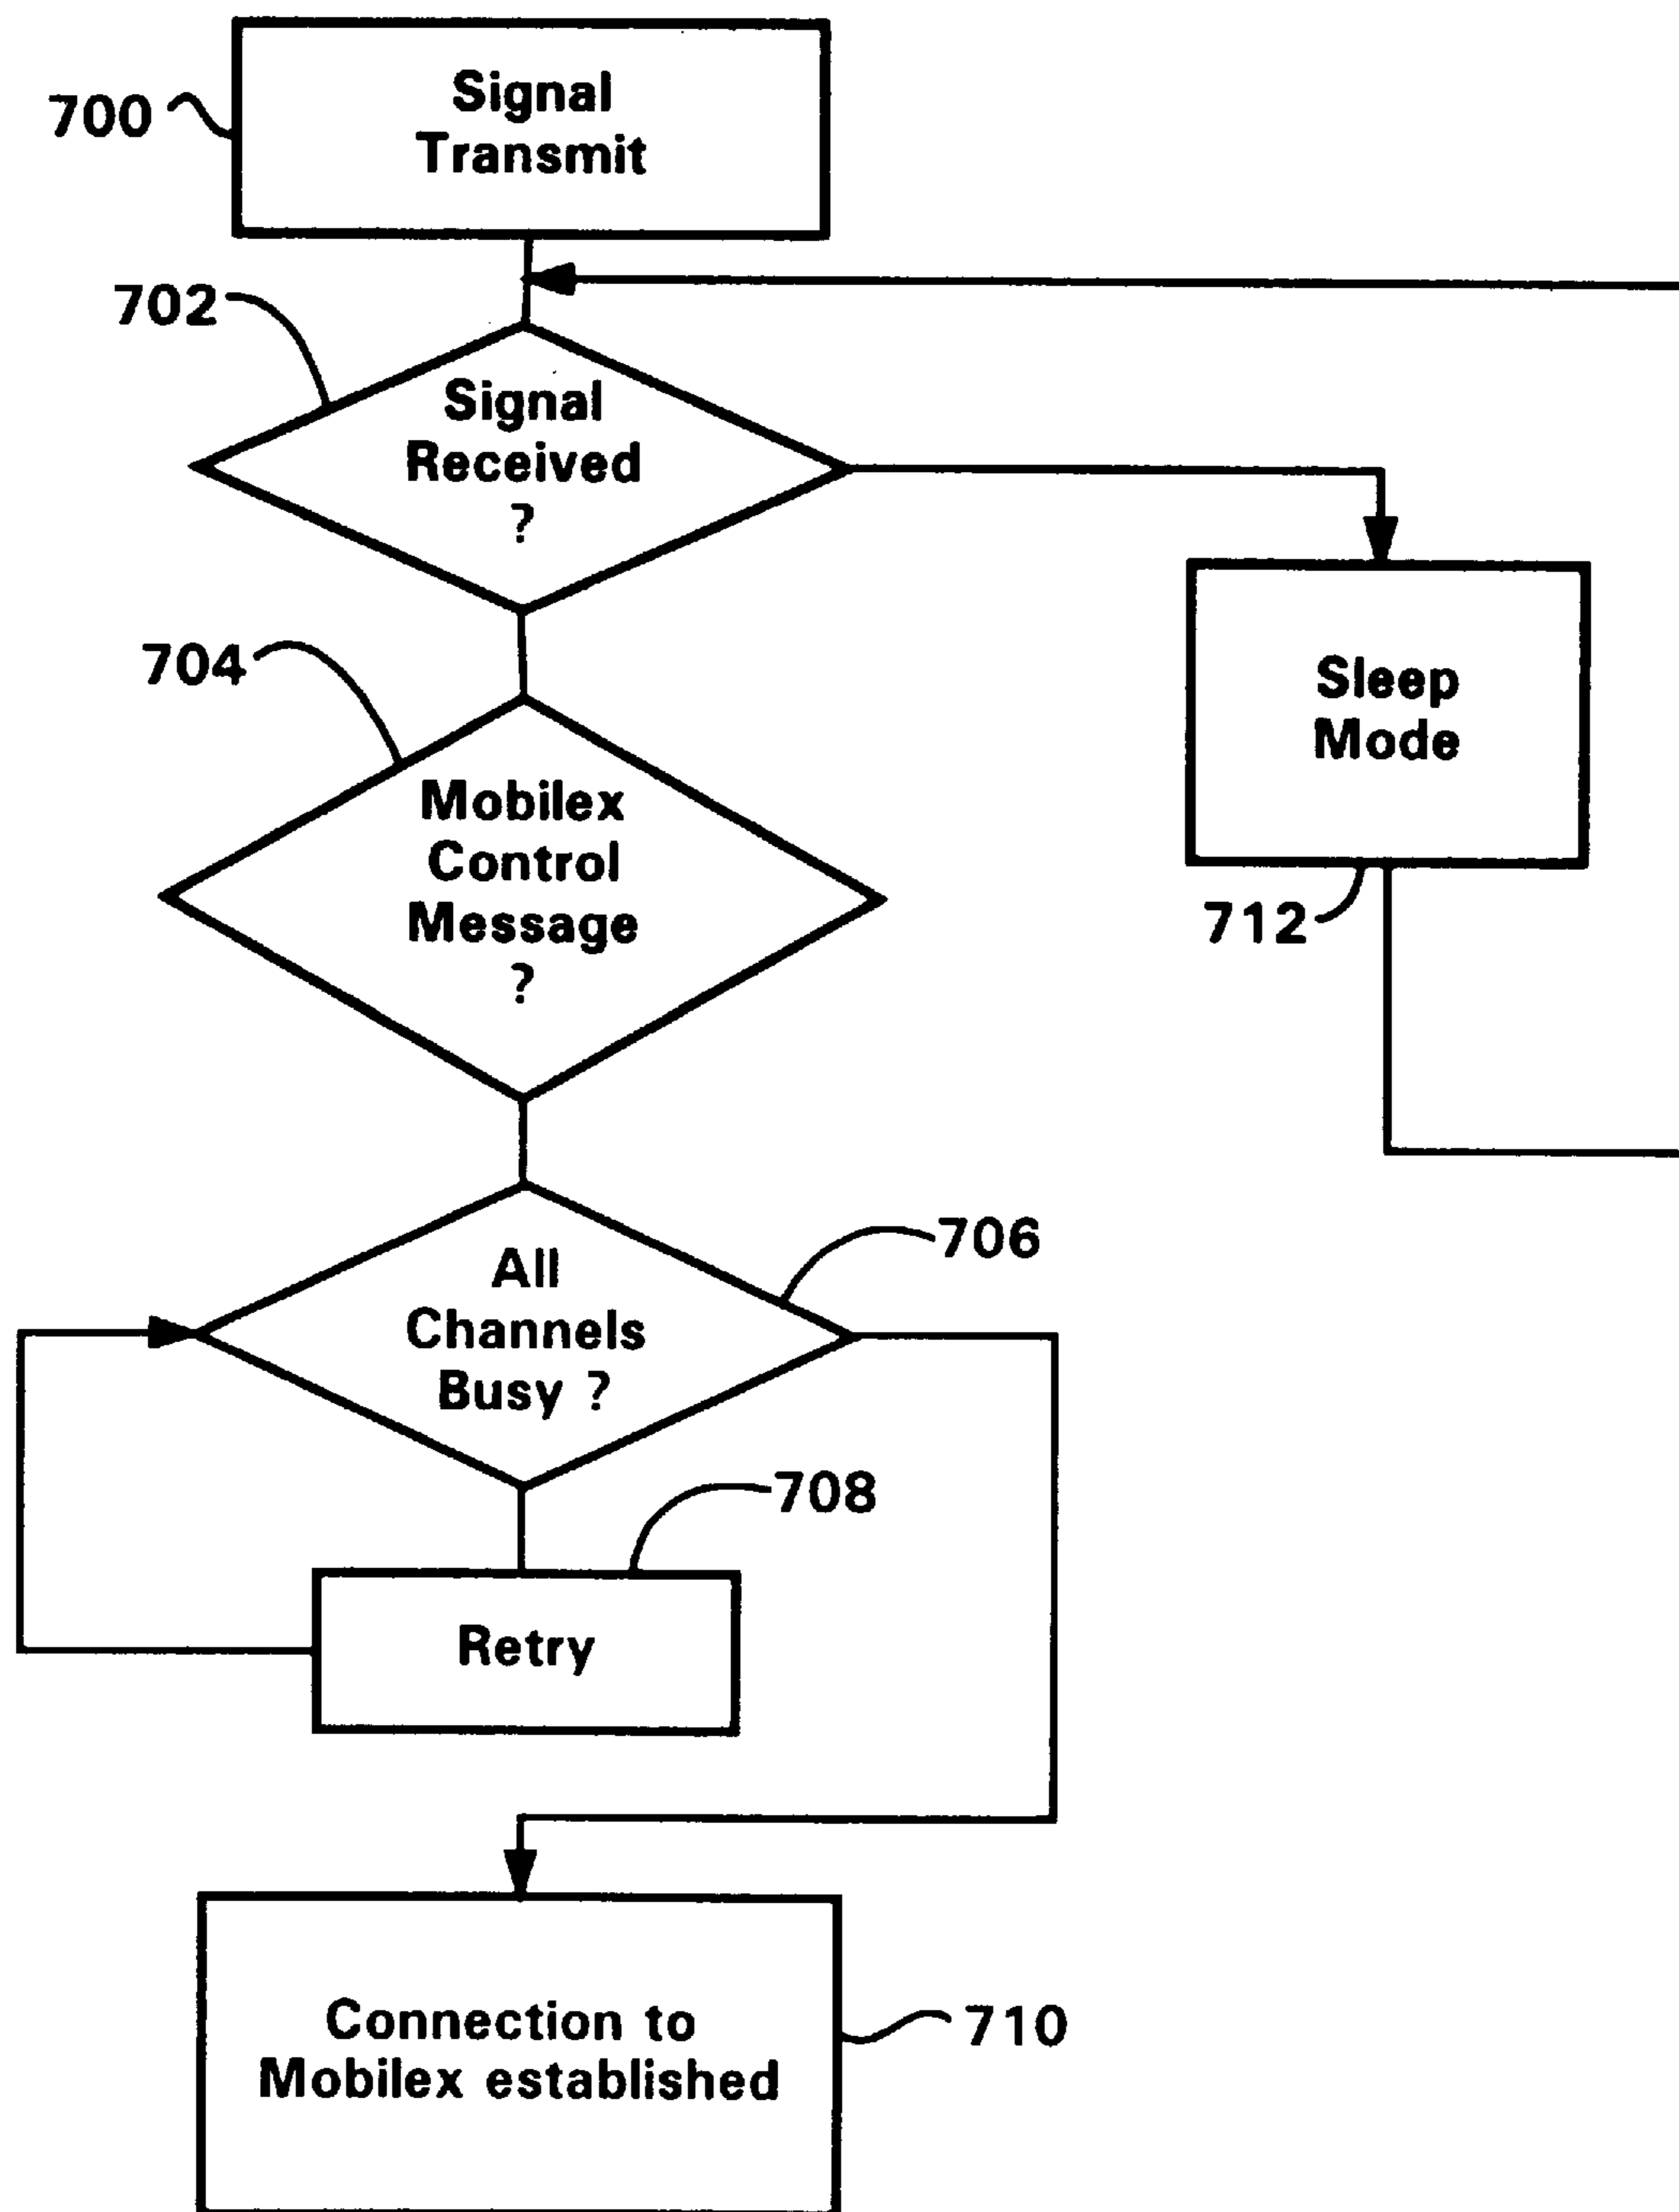 700
Signal
Transmit
702
Signal
Received
?
704
Mobilex
Control
Message
?
Sleep
Mode
712
706
All
Channels
Busy ?
708
Retry
Connection to
Mobilex established
710